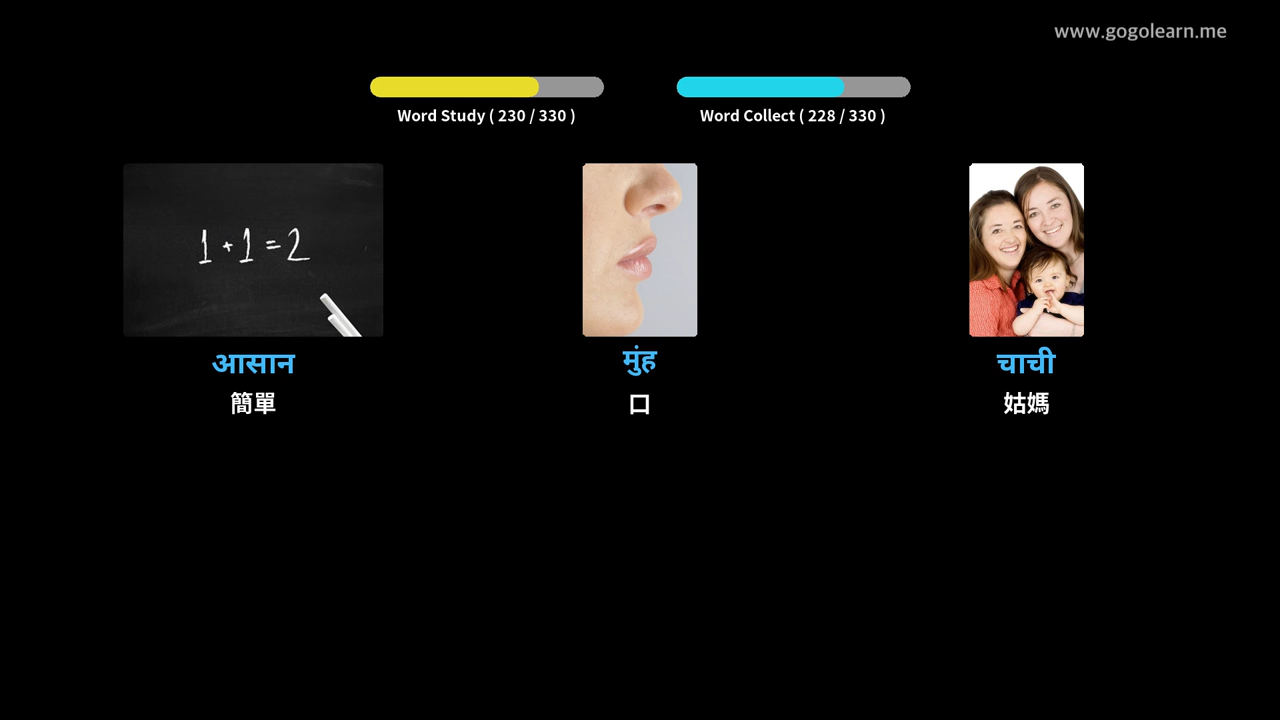 www.gogolearn.me
Word Study ( 230 / 330 )
Word Collect ( 228 / 330 )
1 + 1 = 2
आसान
मुंह
चाची
簡單
口
姑媽